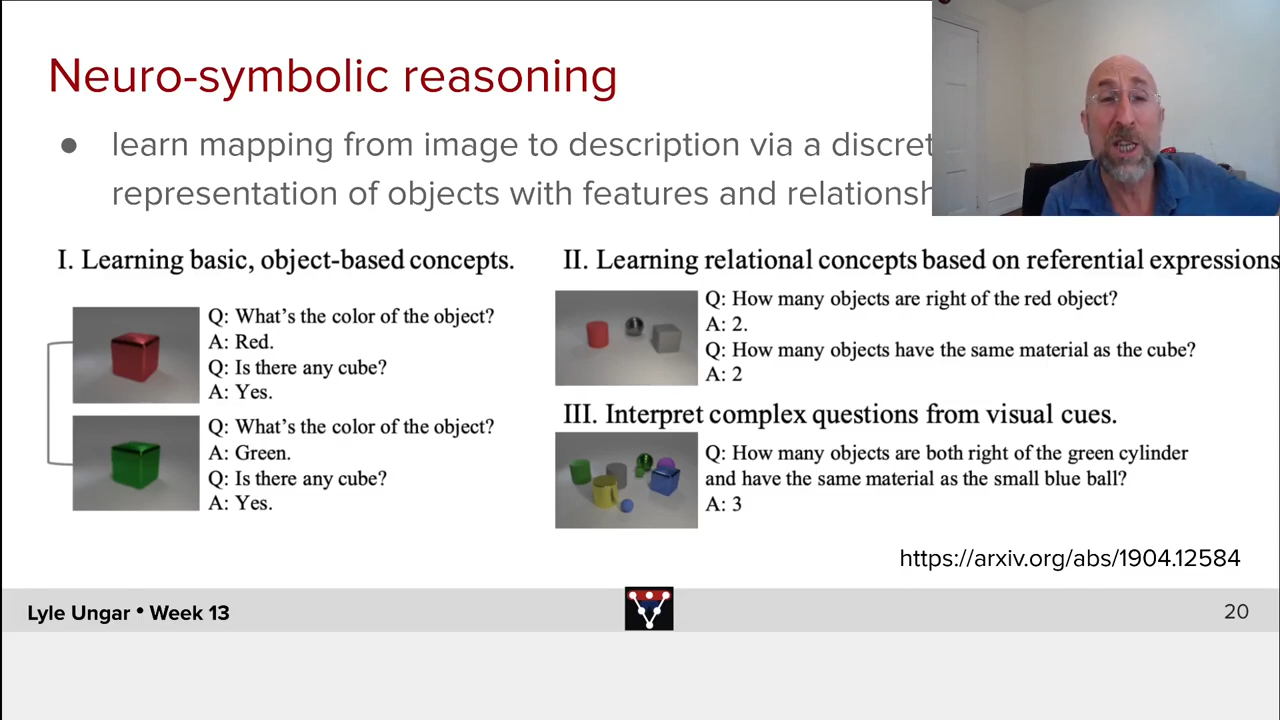 Neuro-symbolic reasoning
● learn mapping from image to description via a discret
representation of objects with features and relationsh
I. Learning basic, object-based concepts.
Q: What's the color of the object?
A: Red.
Q: Is there any cube?
A: Yes.
Q: What's the color of the object?
A: Green.
Q: Is there any cube?
A: Yes.
II. Learning relational concepts based on referential expressions
Q: How many objects are right of the red object?
A: 2.
Q: How many objects have the same material as the cube?
A: 2
III. Interpret complex questions from visual cues.
Q: How many objects are both right of the green cylinder
and have the same material as the small blue ball?
A: 3
https://arxiv.org/abs/1904.12584
Lyle Ungar • Week 13
20